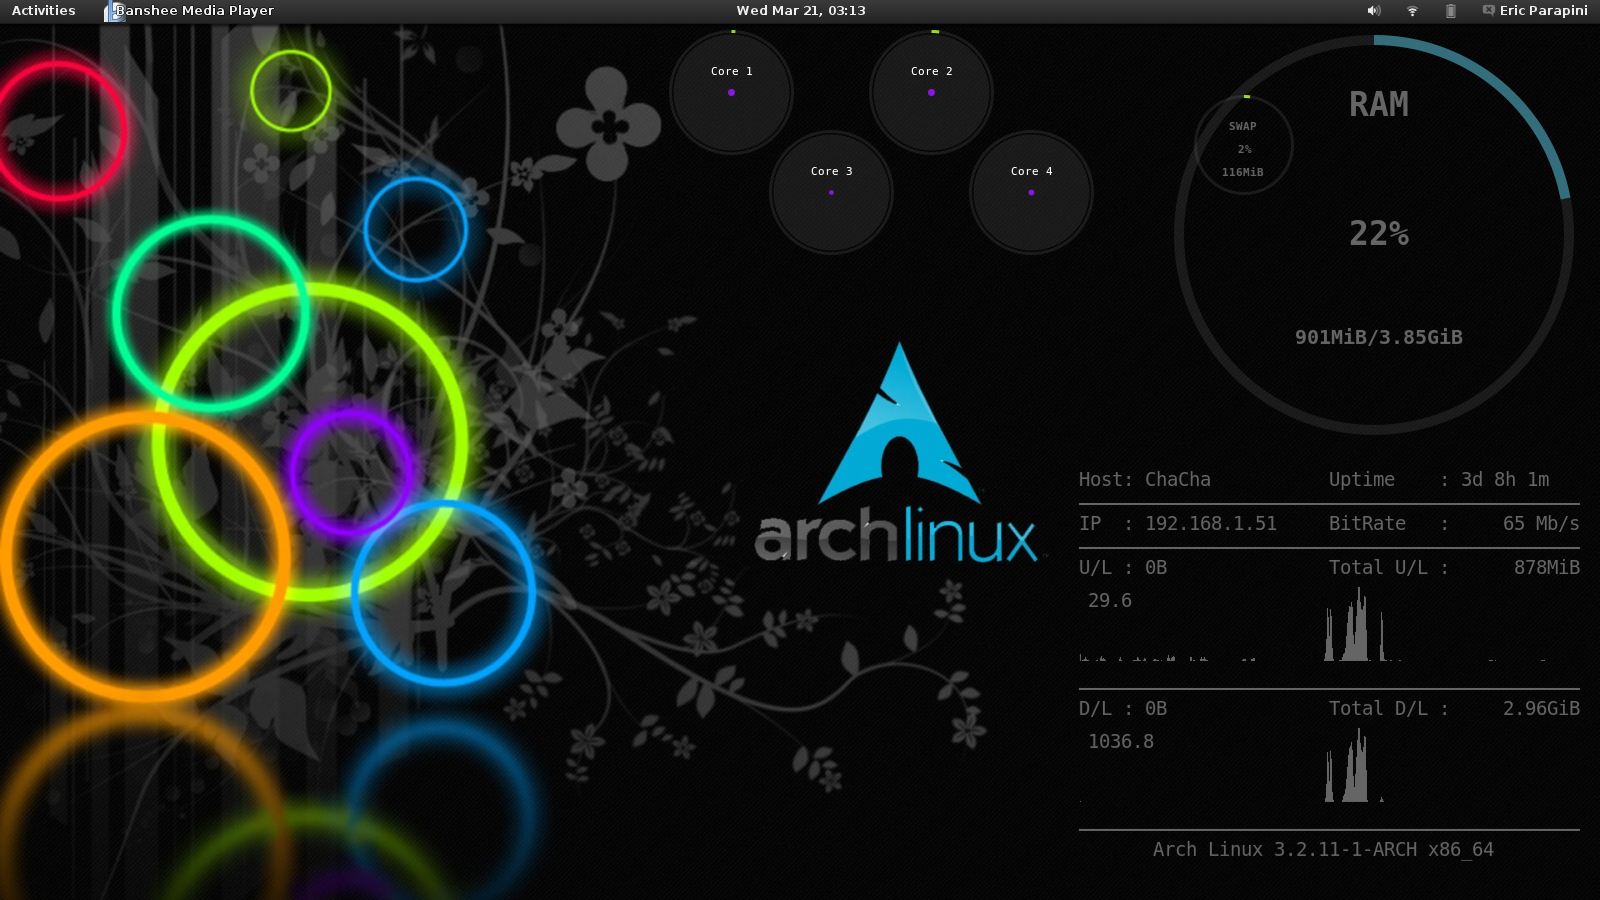 Activities Banshee Media Player Wed Mar 21, 03:13 Eric Parapini
Core 1 Core 2
Core 3 Core 4
RAM
SWAP
2%
116MiB
22%
901MiB/3.85GiB
archlinux
Host: ChaCha Uptime : 3d 8h 1m
IP : 192.168.1.51 BitRate : 65 Mb/s
U/L : 0B Total U/L : 878MiB
29.6
D/L : 0B Total D/L : 2.96GiB
1036.8
Arch Linux 3.2.11-1-ARCH x86_64